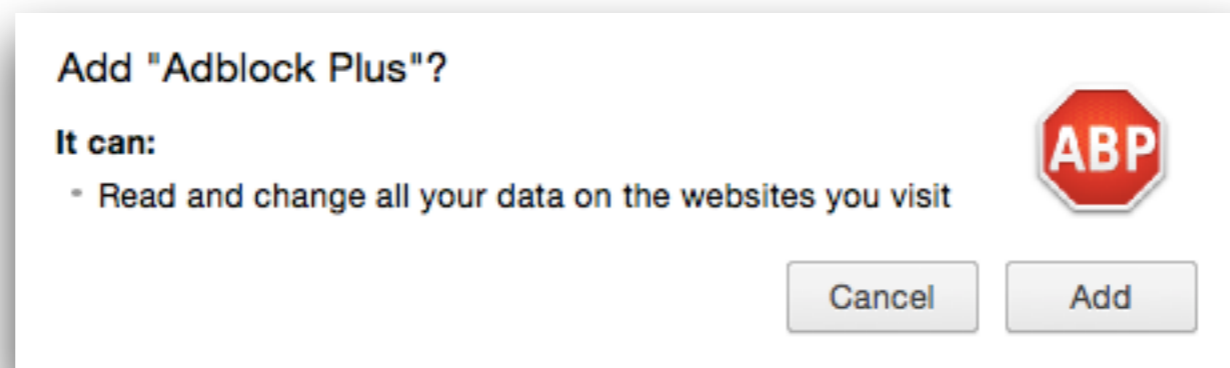 Add "Adblock Plus"?
It can:
Read and change all your data on the websites you visit
ABP
Cancel
Add